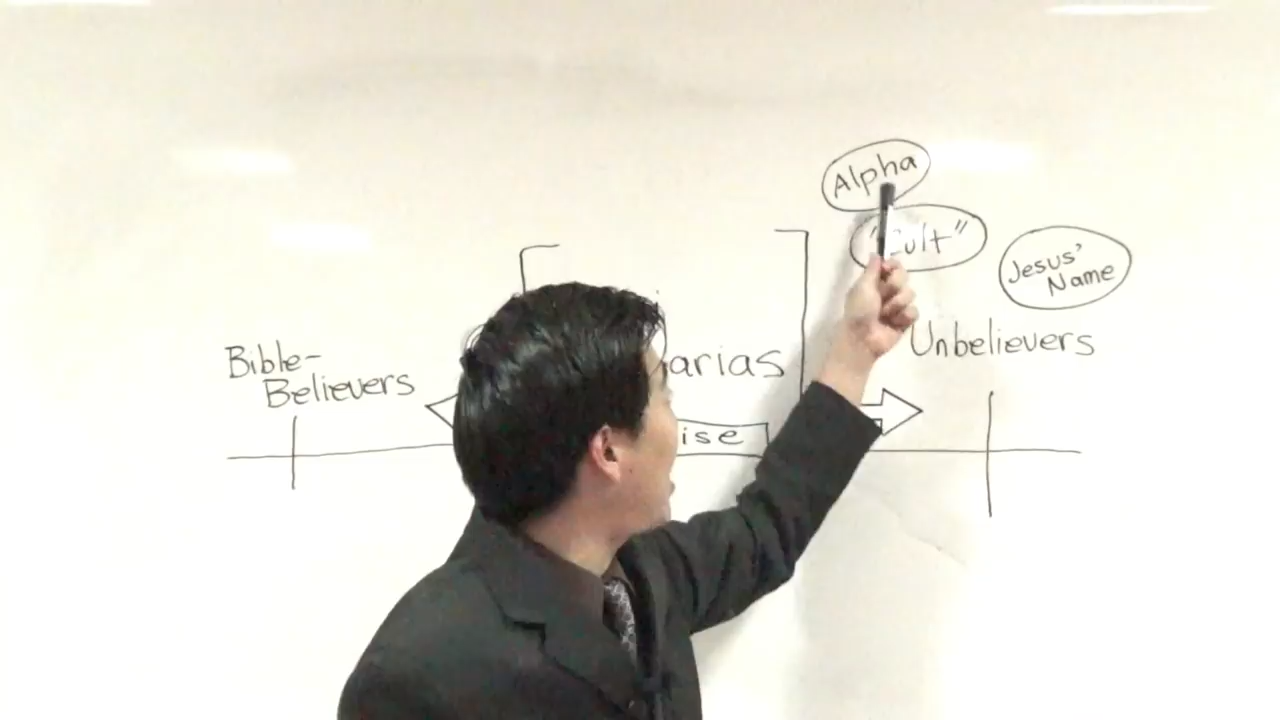 Alpha
"Cult"
Jesus'
Name
Unbelievers
Bible-
Believers
arias
ise